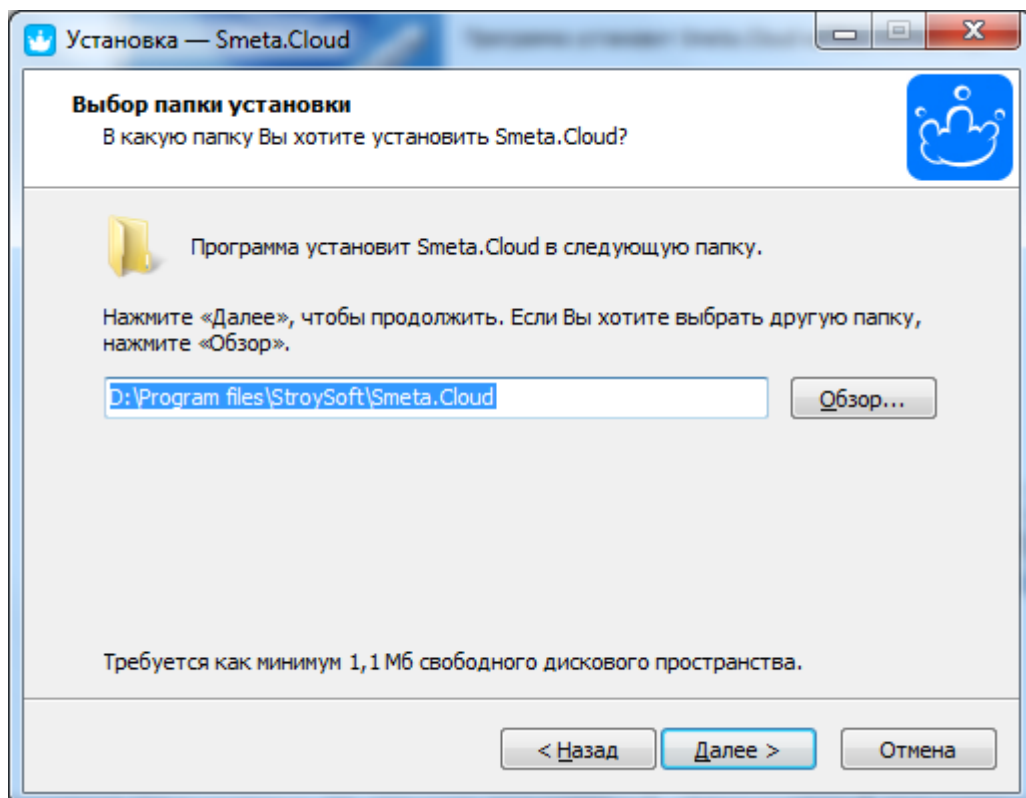 Установка — Smeta.Cloud
Выбор папки установки
В какую папку Вы хотите установить Smeta.Cloud?
Программа установит Smeta.Cloud в следующую папку.
Нажмите «Далее», чтобы продолжить. Если Вы хотите выбрать другую папку,
нажмите «Обзор».
D:\Program files\StroySoft\Smeta.Cloud
Обзор...
Требуется как минимум 1,1 Мб свободного дискового пространства.
< Назад
Далее >
Отмена